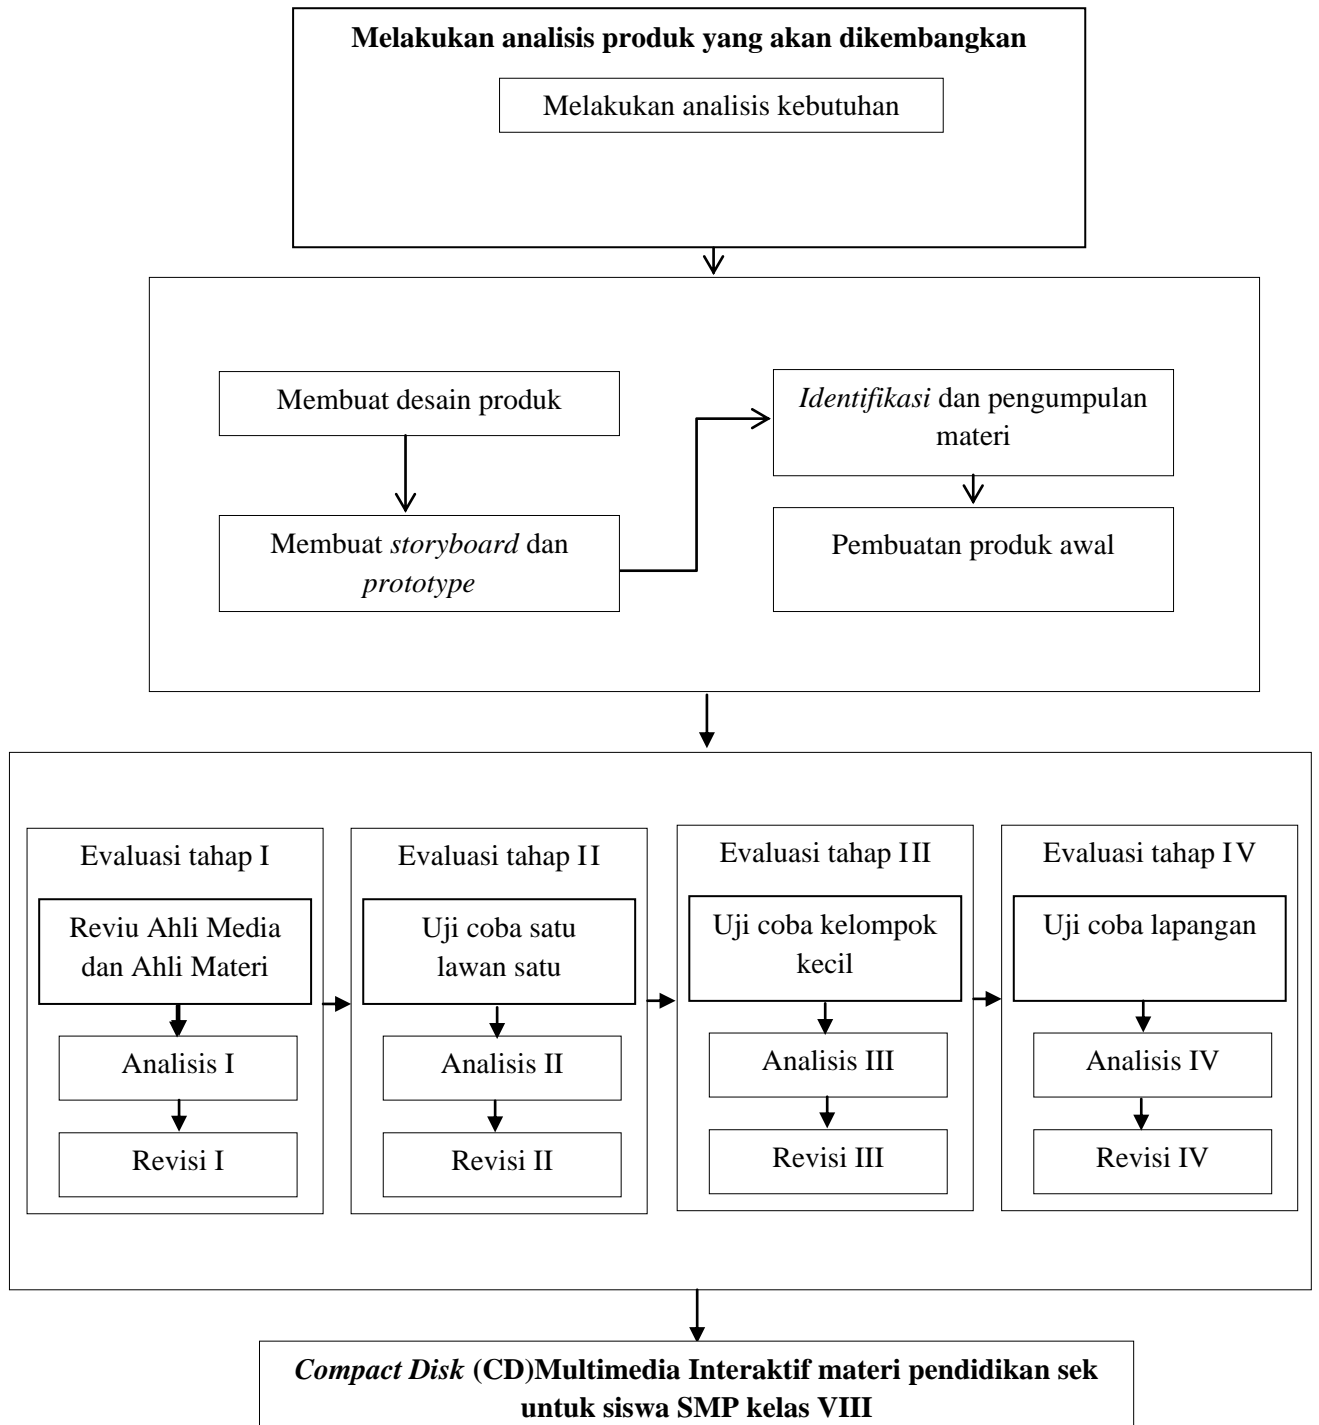 Melakukan analisis produk yang akan dikembangkan
Melakukan analisis kebutuhan
Membuat desain produk
Membuat storyboard dan
prototype
Identifikasi dan pengumpulan
materi
Pembuatan produk awal
Evaluasi tahap I
Reviu Ahli Media
dan Ahli Materi
Analisis I
Revisi I
Evaluasi tahap II
Uji coba satu
lawan satu
Analisis II
Revisi II
Evaluasi tahap III
Uji coba kelompok
kecil
Analisis III
Revisi III
Evaluasi tahap IV
Uji coba lapangan
Analisis IV
Revisi IV
Compact Disk (CD)Multimedia Interaktif materi pendidikan sek
untuk siswa SMP kelas VIII